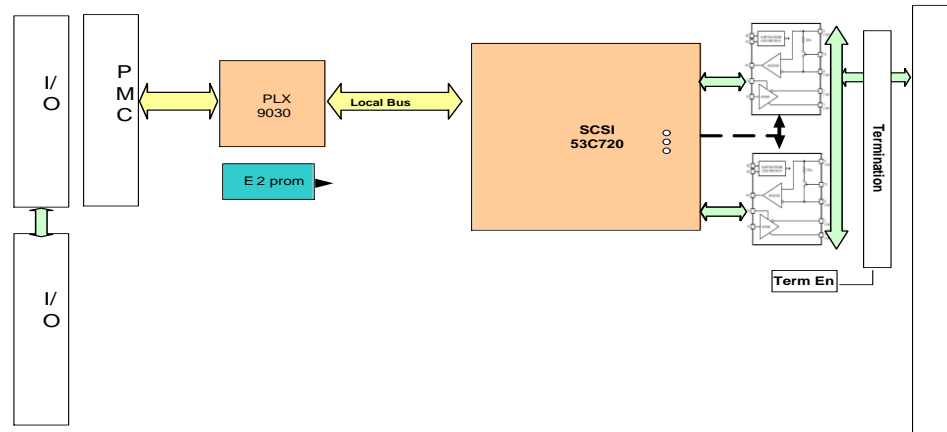 I/
O
P
M
C
PLX
9030
Local Bus
E 2 prom
SCSI
53C720
Termination
Term En
I/
O